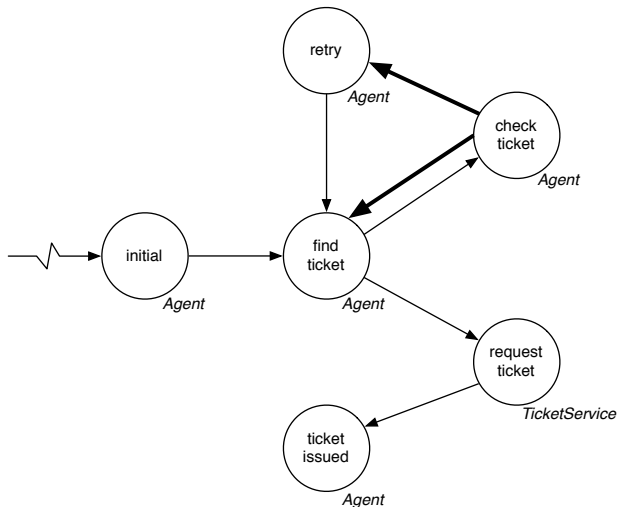 retry
Agent
check
ticket
Agent
initial
Agent
find
ticket
Agent
request
ticket
TicketService
ticket
issued
Agent